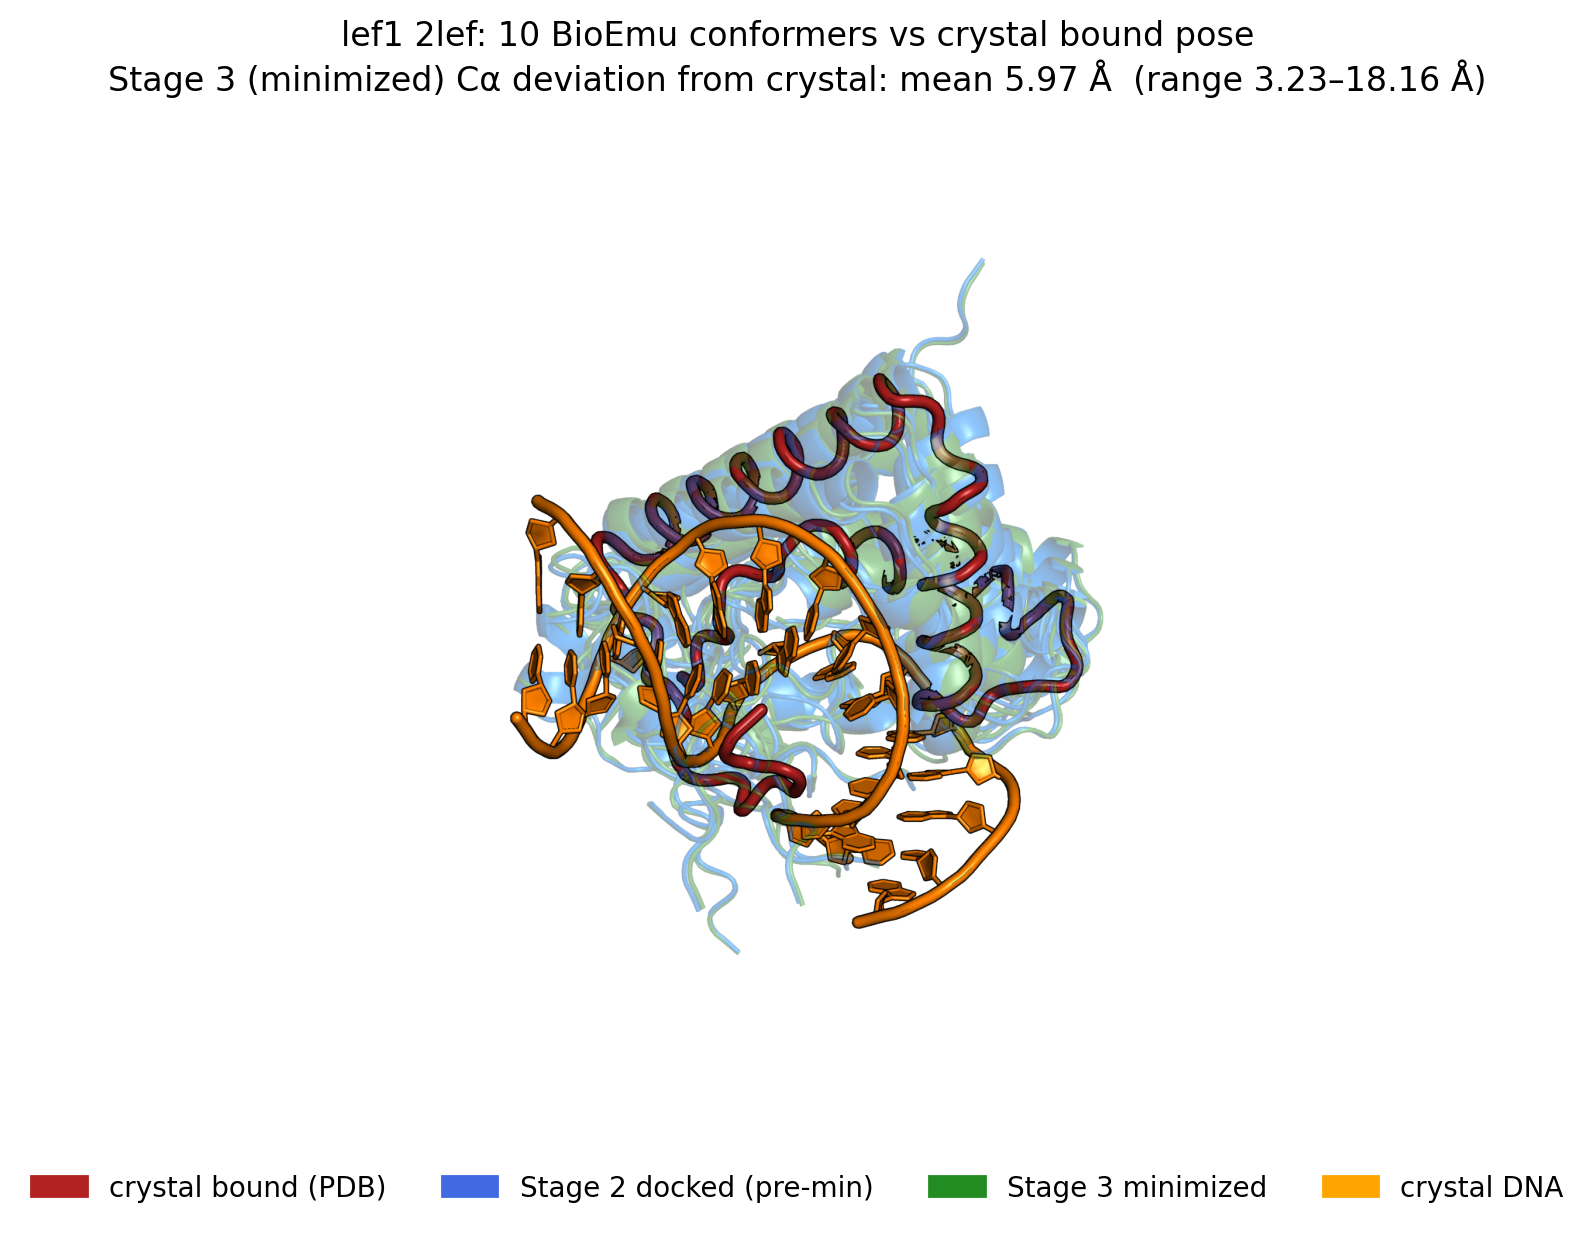 lef1 2lef: 10 BioEmu conformers vs crystal bound pose
Stage 3 (minimized) Cα deviation from crystal: mean 5.97 Å  (range 3.23–18.16 Å)
crystal bound (PDB)
Stage 2 docked (pre-min)
Stage 3 minimized
crystal DNA